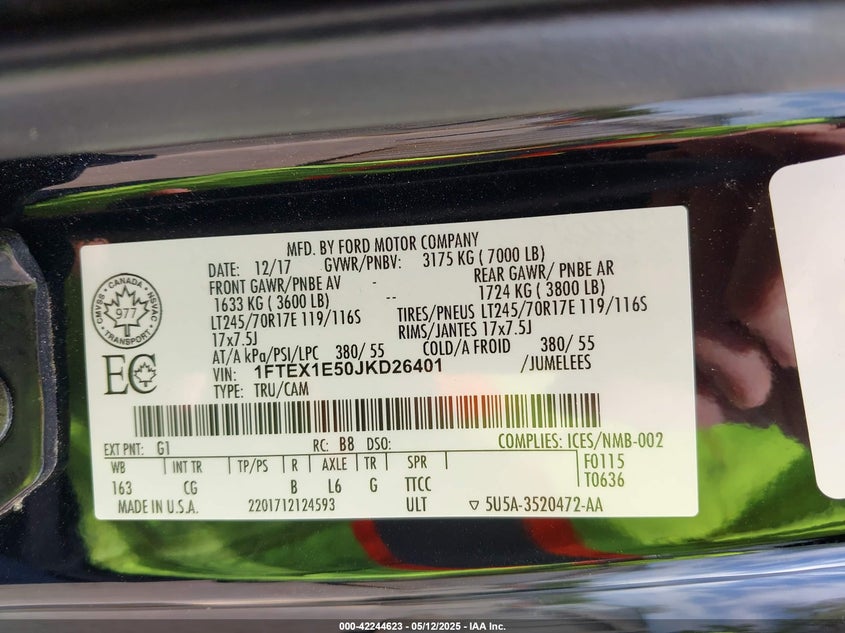 MFD. BY FORD MOTOR COMPANY
DATE: 12/17 GVWR/PNBV: 3175 KG ( 7000 LB)
FRONT GAWR/PNBE AV -- REAR GAWR/ PNBE AR
1633 KG ( 3600 LB) 1724 KG ( 3800 LB)
LT245/70R17E 119/116S TIRES/PNEUS LT245/70R17E 119/116S
17x7.5J RIMS/JANTES 17x7.5J
AT/A kPa/PSI/LPC 380/ 55 COLD/A FROID 380/ 55
VIN: 1FTEX1E50JKD26401 /JUMELEES
TYPE: TRU/CAM
CMVSS · CANADA · NSVAC
977
TRANSPORT
EC
EXT PNT: G1 RC: B8 DSO: COMPLIES: ICES/NMB-002
WB INT TR TP/PS R AXLE TR SPR F0115
163 CG B L6 G TTCC T0636
MADE IN U.S.A. 2201712124593 ULT ▽ 5U5A-3520472-AA
000-42244623 - 05/12/2025 - IAA Inc.